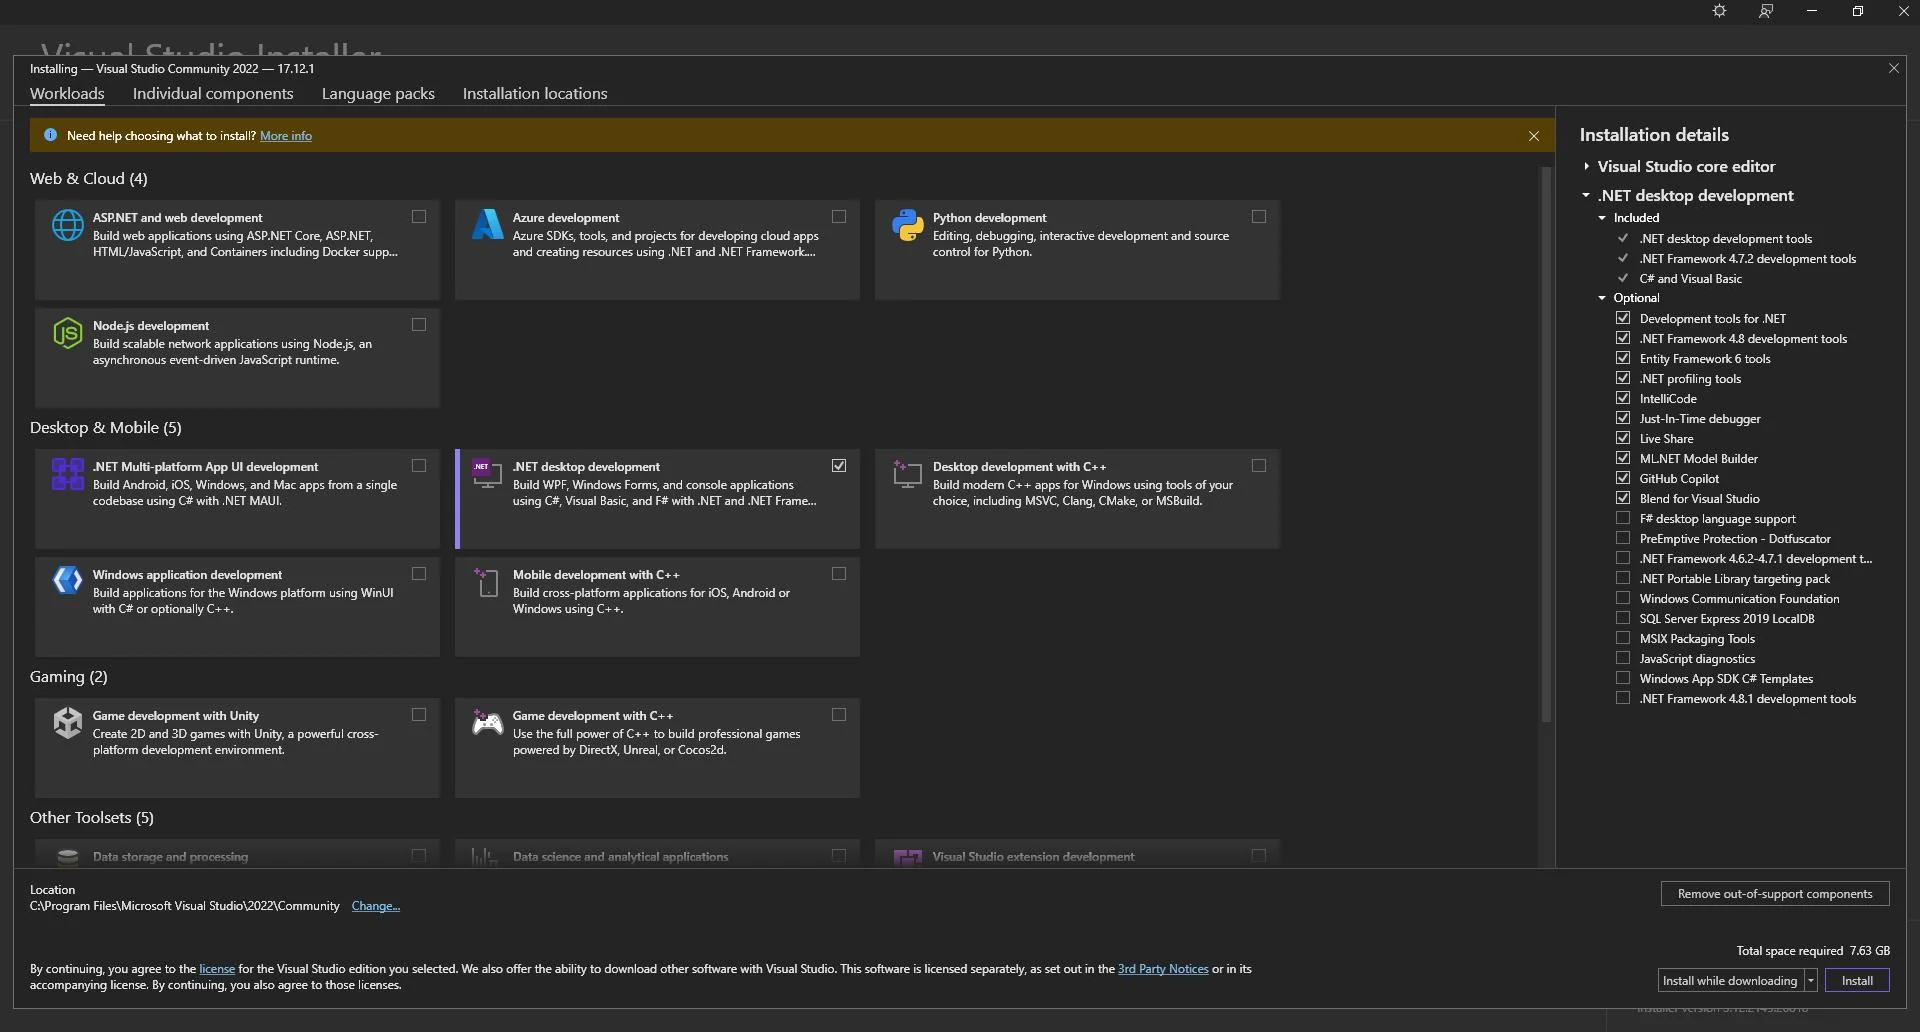 Visual Studio Installer
Installing — Visual Studio Community 2022 — 17.12.1
Workloads
Individual components
Language packs
Installation locations
Need help choosing what to install? More info
Web & Cloud (4)
ASP.NET and web development
Build web applications using ASP.NET Core, ASP.NET,
HTML/JavaScript, and Containers including Docker supp...
Azure development
Azure SDKs, tools, and projects for developing cloud apps
and creating resources using .NET and .NET Framework....
Python development
Editing, debugging, interactive development and source
control for Python.
Node.js development
Build scalable network applications using Node.js, an
asynchronous event-driven JavaScript runtime.
Desktop & Mobile (5)
.NET Multi-platform App UI development
Build Android, iOS, Windows, and Mac apps from a single
codebase using C# with .NET MAUI.
.NET
.NET desktop development
Build WPF, Windows Forms, and console applications
using C#, Visual Basic, and F# with .NET and .NET Frame...
Desktop development with C++
Build modern C++ apps for Windows using tools of your
choice, including MSVC, Clang, CMake, or MSBuild.
Windows application development
Build applications for the Windows platform using WinUI
with C# or optionally C++.
Mobile development with C++
Build cross-platform applications for iOS, Android or
Windows using C++.
Gaming (2)
Game development with Unity
Create 2D and 3D games with Unity, a powerful cross-
platform development environment.
Game development with C++
Use the full power of C++ to build professional games
powered by DirectX, Unreal, or Cocos2d.
Other Toolsets (5)
Data storage and processing
Data science and analytical applications
Visual Studio extension development
Installation details
Visual Studio core editor
.NET desktop development
Included
.NET desktop development tools
.NET Framework 4.7.2 development tools
C# and Visual Basic
Optional
Development tools for .NET
.NET Framework 4.8 development tools
Entity Framework 6 tools
.NET profiling tools
IntelliCode
Just-In-Time debugger
Live Share
ML.NET Model Builder
GitHub Copilot
Blend for Visual Studio
F# desktop language support
PreEmptive Protection - Dotfuscator
.NET Framework 4.6.2-4.7.1 development t...
.NET Portable Library targeting pack
Windows Communication Foundation
SQL Server Express 2019 LocalDB
MSIX Packaging Tools
JavaScript diagnostics
Windows App SDK C# Templates
.NET Framework 4.8.1 development tools
Location
C:\Program Files\Microsoft Visual Studio\2022\Community Change...
Remove out-of-support components
Total space required 7.63 GB
By continuing, you agree to the license for the Visual Studio edition you selected. We also offer the ability to download other software with Visual Studio. This software is licensed separately, as set out in the 3rd Party Notices or in its
accompanying license. By continuing, you also agree to those licenses.
Install while downloading
Install